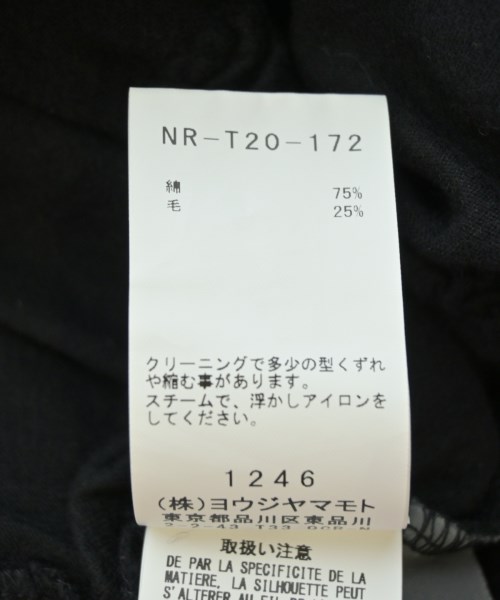 NR-T20-172
綿 75%
毛 25%
クリーニングで多少の型くずれ
や縮む事があります。
スチームで、浮かしアイロンを
してください。
1246
(株)ヨウジヤマモト
東京都品川区東品川
取扱い注意
DE PAR LA SPECIFICITE DE LA
MATIERE, LA SILHOUETTE PEUT
S'ALTERER AU